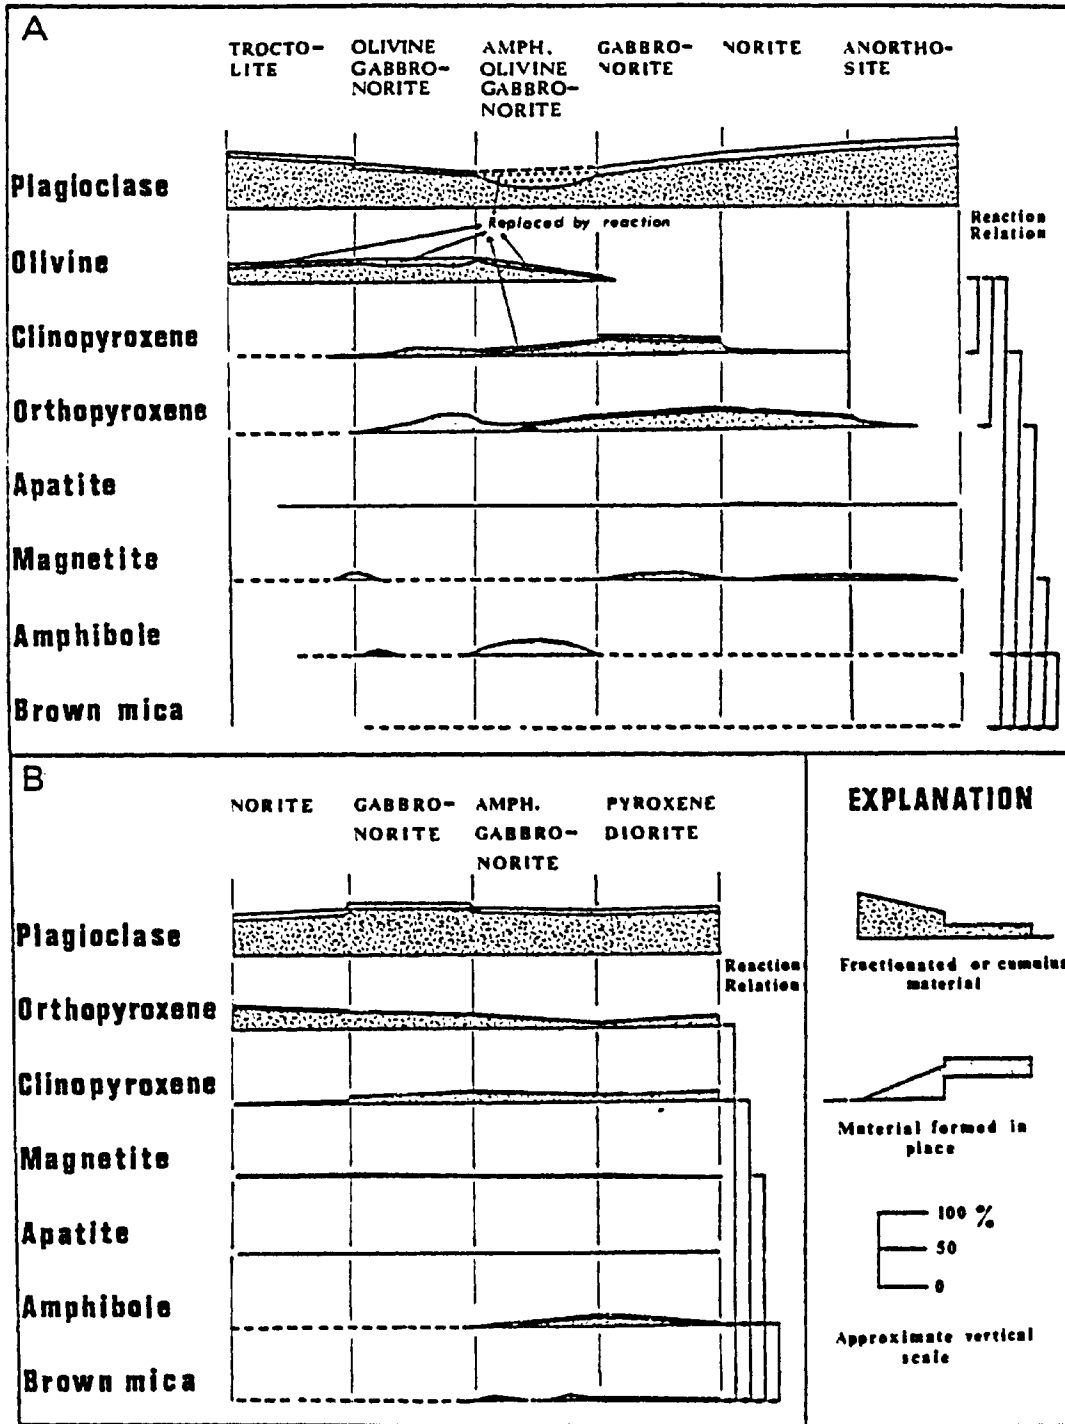 A
TROCTO-
LITE
OLIVINE
GABBRO-
NORITE
AMPH.
OLIVINE
GABBRO-
NORITE
GABBRO-
NORITE
NORITE
ANORTHO-
SITE
Plagioclase
Replaced by reaction
Reaction
Relation
Olivine
Clinopyroxene
Orthopyroxene
Apatite
Magnetite
Amphibole
Brown mica
B
NORITE
GABBRO-
NORITE
AMPH.
GABBRO-
NORITE
PYROXENE
DIORITE
Plagioclase
Reaction
Relation
Orthopyroxene
Clinopyroxene
Magnetite
Apatite
Amphibole
Brown mica
EXPLANATION
Fractionated or cumulus
material
Material formed in
place
100 %
50
0
Approximate vertical
scale